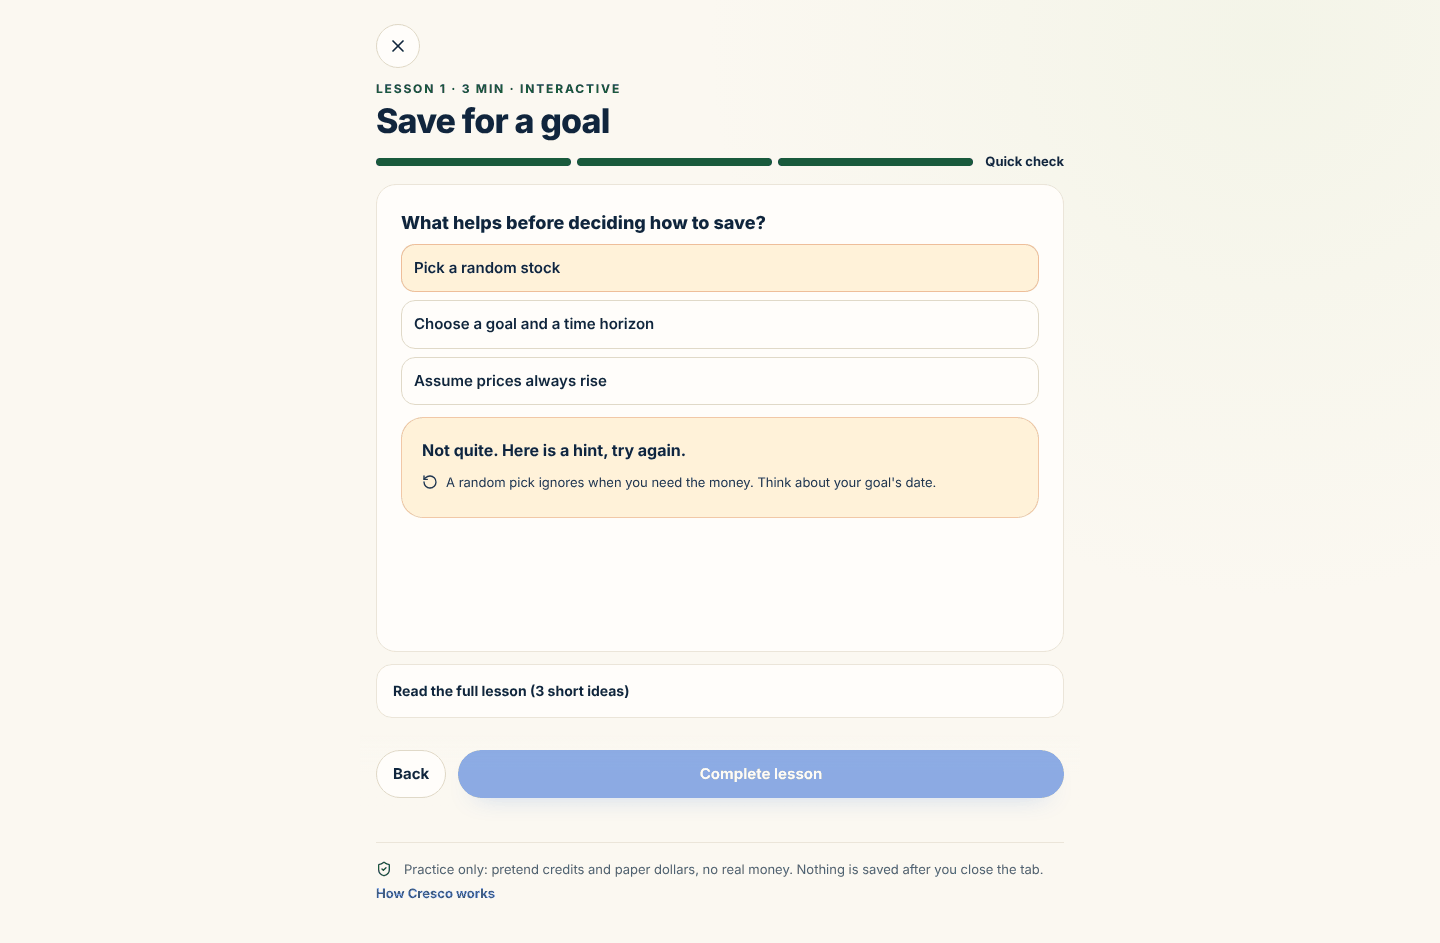 LESSON 1 · 3 MIN · INTERACTIVE
Save for a goal
Quick check
What helps before deciding how to save?
Pick a random stock
Choose a goal and a time horizon
Assume prices always rise
Not quite. Here is a hint, try again.
A random pick ignores when you need the money. Think about your goal's date.
Read the full lesson (3 short ideas)
Back
Complete lesson
Practice only: pretend credits and paper dollars, no real money. Nothing is saved after you close the tab.
How Cresco works